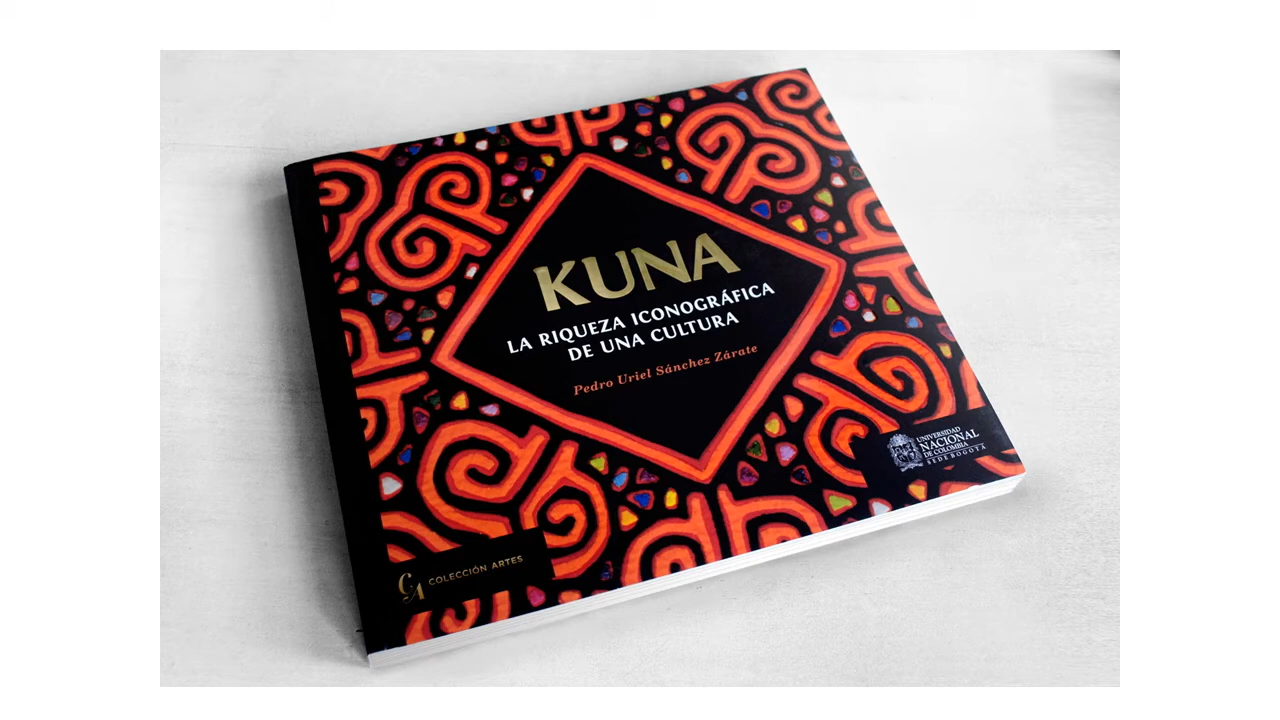 KUNA
LA RIQUEZA ICONOGRÁFICA
DE UNA CULTURA
Pedro Uriel Sánchez Zárate
UNIVERSIDAD
NACIONAL
DE COLOMBIA
SEDE BOGOTÁ
CA COLECCIÓN ARTES